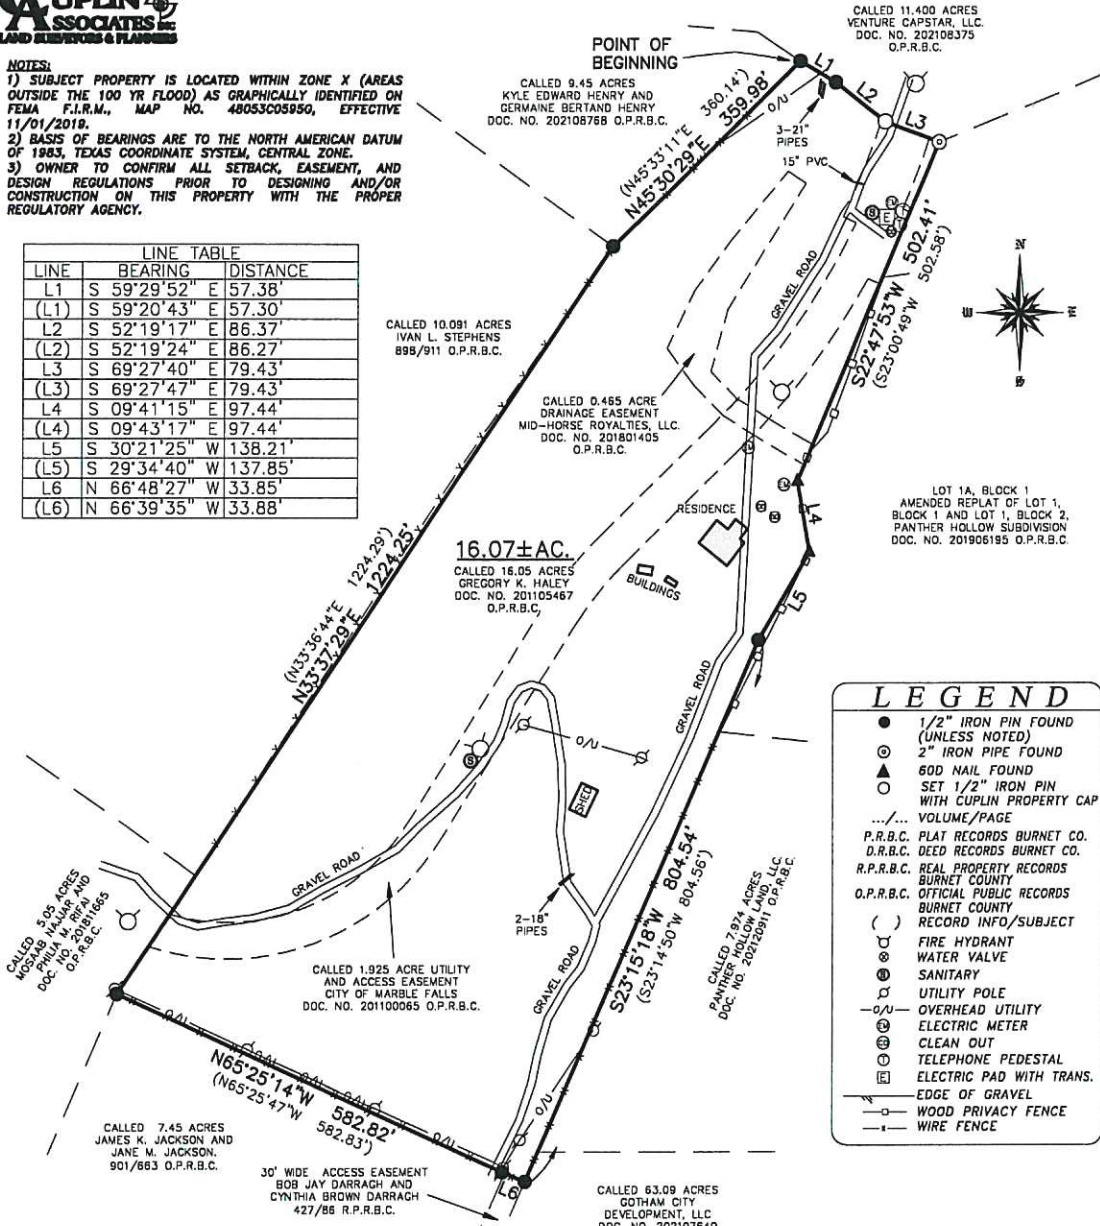 CUPLIN &
ASSOCIATES INC
LAND SURVEYORS & PLANNERS
NOTES:
1) SUBJECT PROPERTY IS LOCATED WITHIN ZONE X (AREAS
OUTSIDE THE 100 YR FLOOD) AS GRAPHICALLY IDENTIFIED ON
FEMA F.I.R.M., MAP NO. 48053C0595G, EFFECTIVE
11/01/2019.
2) BASIS OF BEARINGS ARE TO THE NORTH AMERICAN DATUM
OF 1983, TEXAS COORDINATE SYSTEM, CENTRAL ZONE.
3) OWNER TO CONFIRM ALL SETBACK, EASEMENT, AND
DESIGN REGULATIONS PRIOR TO DESIGNING AND/OR
CONSTRUCTION ON THIS PROPERTY WITH THE PROPER
REGULATORY AGENCY.
LINE TABLE
LINE BEARING DISTANCE
L1 S 59°29'52" E 57.38'
(L1) S 59°20'43" E 57.30'
L2 S 52°19'17" E 86.37'
(L2) S 52°19'24" E 86.27'
L3 S 69°27'40" E 79.43'
(L3) S 69°27'47" E 79.43'
L4 S 09°41'15" E 97.44'
(L4) S 09°43'17" E 97.44'
L5 S 30°21'25" W 138.21'
(L5) S 29°34'40" W 137.85'
L6 N 66°48'27" W 33.85'
(L6) N 66°39'35" W 33.88'
CALLED 11.400 ACRES
VENTURE CAPSTAR, LLC.
DOC. NO. 202108375
O.P.R.B.C.
POINT OF
BEGINNING
CALLED 9.45 ACRES
KYLE EDWARD HENRY AND
GERMAINE BERTAND HENRY
DOC. NO. 202108768 O.P.R.B.C.
(N45°33'11"E 360.14')
N45°30'29"E 359.98'
L1
L2
L3
O/U
3-21"
PIPES
15" PVC
EM
S
E
T
T
GRAVEL ROAD
S22°47'53"W 502.41'
(S23°00'49"W 502.58')
N
W
E
S
CALLED 10.091 ACRES
IVAN L. STEPHENS
898/911 O.P.R.B.C.
CALLED 0.465 ACRE
DRAINAGE EASEMENT
MID-HORSE ROYALTIES, LLC.
DOC. NO. 201801405
O.P.R.B.C.
LOT 1A, BLOCK 1
AMENDED REPLAT OF LOT 1,
BLOCK 1 AND LOT 1, BLOCK 2,
PANTHER HOLLOW SUBDIVISION
DOC. NO. 201906195 O.P.R.B.C.
EM
EM
L4
RESIDENCE
16.07±AC.
CALLED 16.05 ACRES
GREGORY K. HALEY
DOC. NO. 201105467
O.P.R.B.C.
BUILDINGS
L5
(N33°36'44"E 1224.29')
N33°37'29"E 1224.25'
GRAVEL ROAD
O/U
S
SHED
GRAVEL ROAD
2-18"
PIPES
S23°15'18"W 804.54'
(S23°14'50"W 804.56')
CALLED 7.974 ACRES
PANTHER HOLLOW LAND, LLC.
DOC. NO. 202120911 O.P.R.B.C.
CALLED 5.05 ACRES
MOSAAB NAJJAR AND
PHILIA M. RIFAI
DOC. NO. 201811665
O.P.R.B.C.
CALLED 1.925 ACRE UTILITY
AND ACCESS EASEMENT
CITY OF MARBLE FALLS
DOC. NO. 201100065 O.P.R.B.C.
GRAVEL ROAD
O/U
O/U
O/U
O/U
N65°25'14"W 582.82'
(N65°25'47"W 582.83')
CALLED 7.45 ACRES
JAMES K. JACKSON AND
JANE M. JACKSON.
901/663 O.P.R.B.C.
30' WIDE ACCESS EASEMENT
BOB JAY DARRAGH AND
CYNTHIA BROWN DARRAGH
427/86 R.P.R.B.C.
L6
CALLED 63.09 ACRES
GOTHAM CITY
DEVELOPMENT, LLC
DOC. NO. 202107640
LEGEND
1/2" IRON PIN FOUND
(UNLESS NOTED)
2" IRON PIPE FOUND
60D NAIL FOUND
SET 1/2" IRON PIN
WITH CUPLIN PROPERTY CAP
.../... VOLUME/PAGE
P.R.B.C. PLAT RECORDS BURNET CO.
D.R.B.C. DEED RECORDS BURNET CO.
R.P.R.B.C. REAL PROPERTY RECORDS
BURNET COUNTY
O.P.R.B.C. OFFICIAL PUBLIC RECORDS
BURNET COUNTY
( ) RECORD INFO/SUBJECT
FIRE HYDRANT
WATER VALVE
S SANITARY
UTILITY POLE
—O/U— OVERHEAD UTILITY
EM ELECTRIC METER
CO CLEAN OUT
T TELEPHONE PEDESTAL
E ELECTRIC PAD WITH TRANS.
EDGE OF GRAVEL
WOOD PRIVACY FENCE
WIRE FENCE